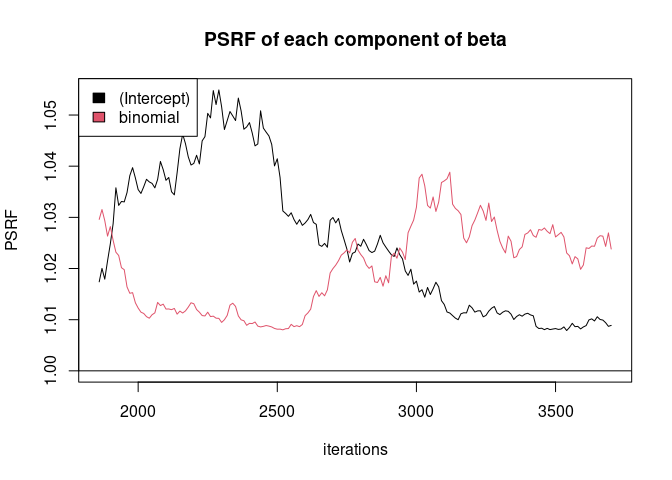 PSRF of each component of beta
(Intercept)
binomial
PSRF
1.05
1.04
1.03
1.02
1.01
1.00
2000 2500 3000 3500
iterations